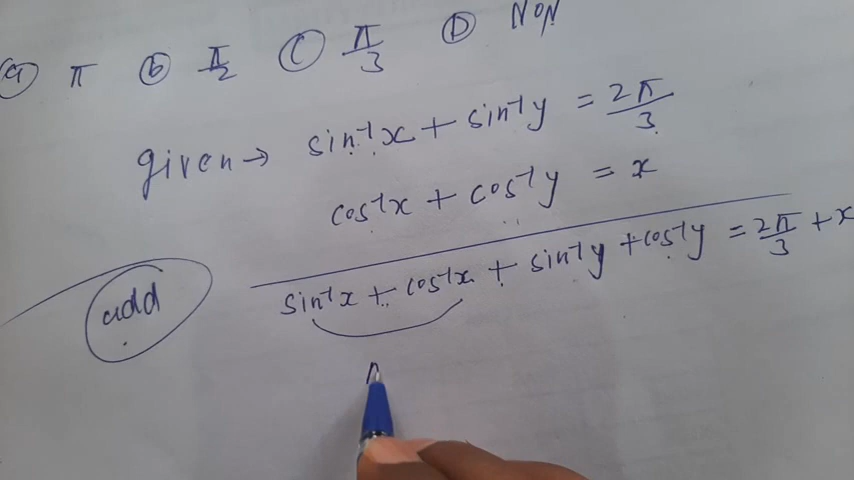 (a) π (b) π/2 (c) π/3 (D) NON
given → sin⁻¹x + sin⁻¹y = 2π/3
cos⁻¹x + cos⁻¹y = x
add sin⁻¹x + cos⁻¹x + sin⁻¹y + cos⁻¹y = 2π/3 + x